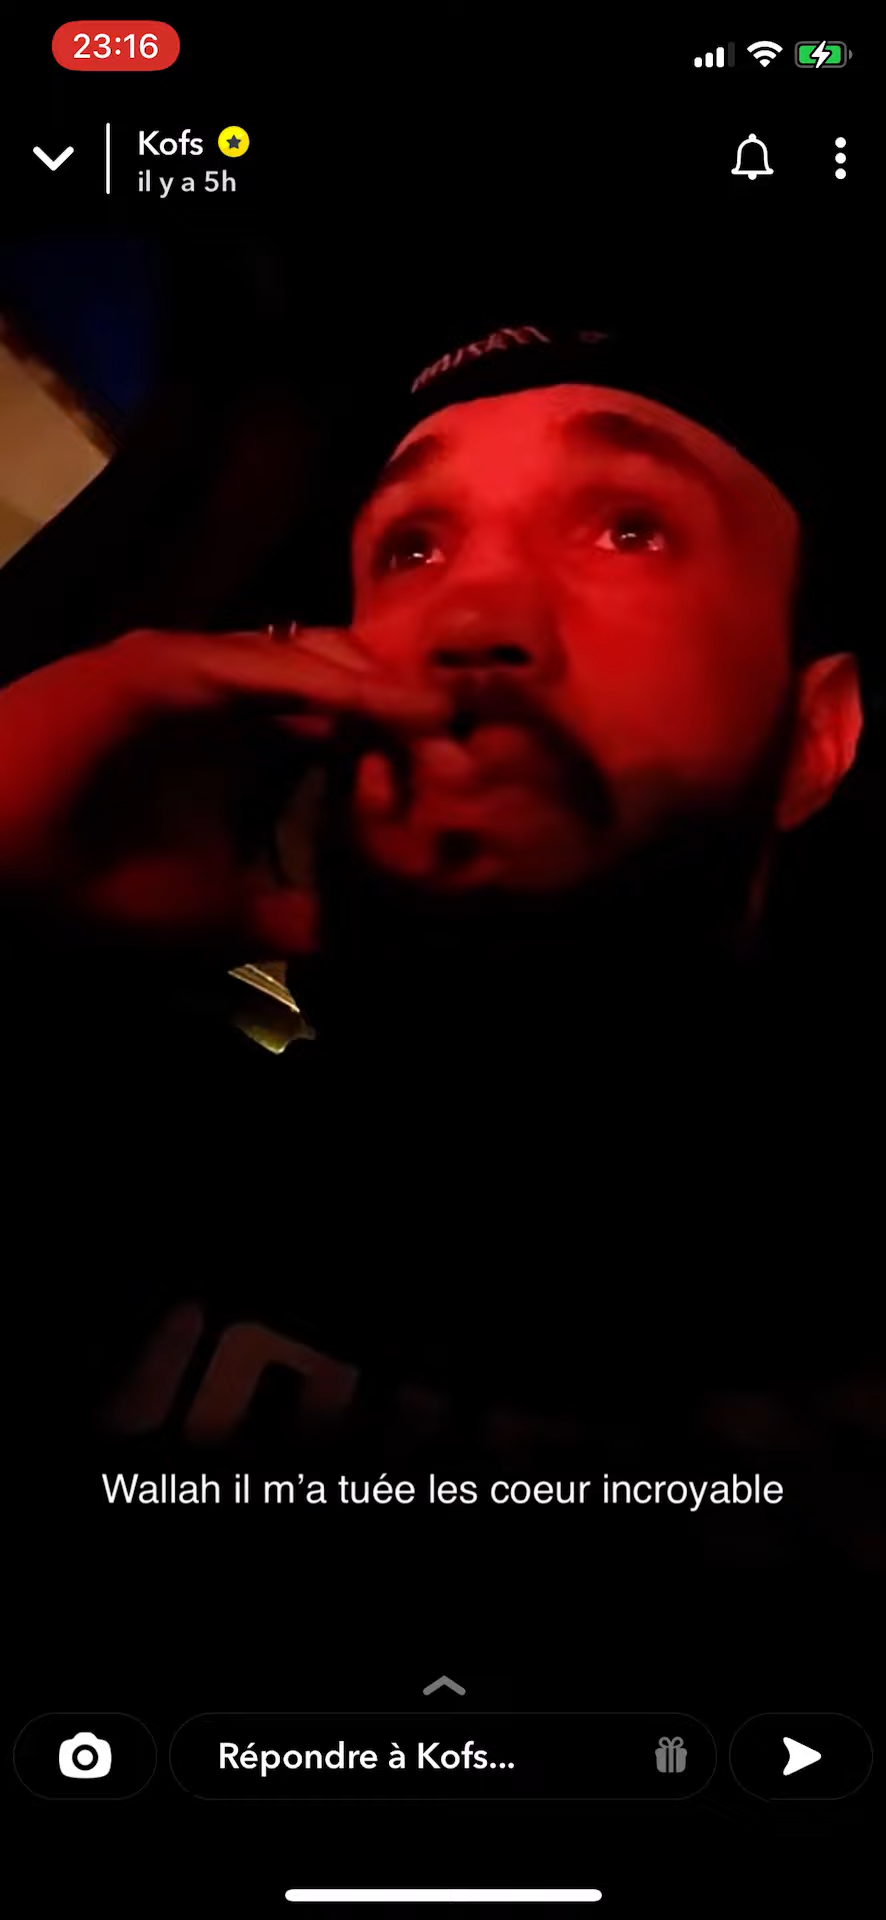 23:16
Kofs
il y a 5h
Wallah il m’a tuée les coeur incroyable
Répondre à Kofs...